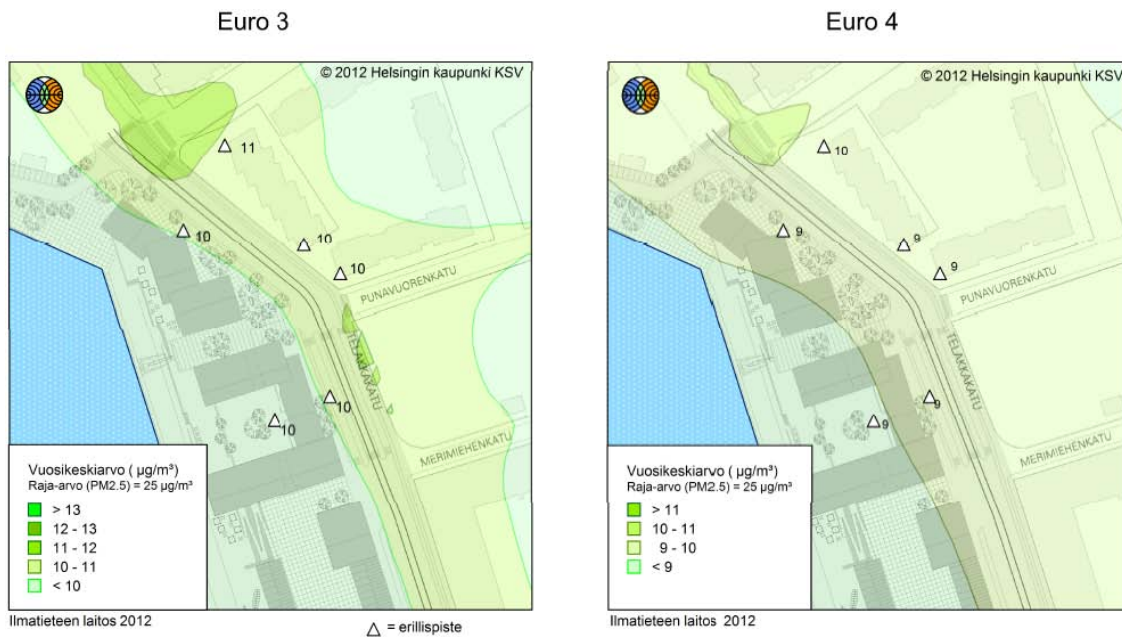 Euro 3
© 2012 Helsingin kaupunki KSV
11
10
10
10
PUNAVUORENKATU
TELAKKAKATU
10
10
MERIMIEHENKATU
Vuosikeskiarvo ( µg/m³)
Raja-arvo (PM2.5) = 25 µg/m³
> 13
12 - 13
11 - 12
10 - 11
< 10
Ilmatieteen laitos 2012
= erillispiste
Euro 4
© 2012 Helsingin kaupunki KSV
10
9
9
9
PUNAVUORENKATU
TELAKKAKATU
9
9
MERIMIEHENKATU
Vuosikeskiarvo ( µg/m³)
Raja-arvo (PM2.5) = 25 µg/m³
> 11
10 - 11
9 - 10
< 9
Ilmatieteen laitos 2012